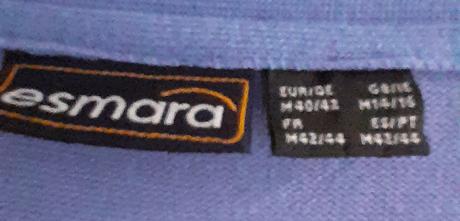 esmara
EUR/DE GB/IE
M40/42 M14/16
FR ES/PT
M42/44 M42/44